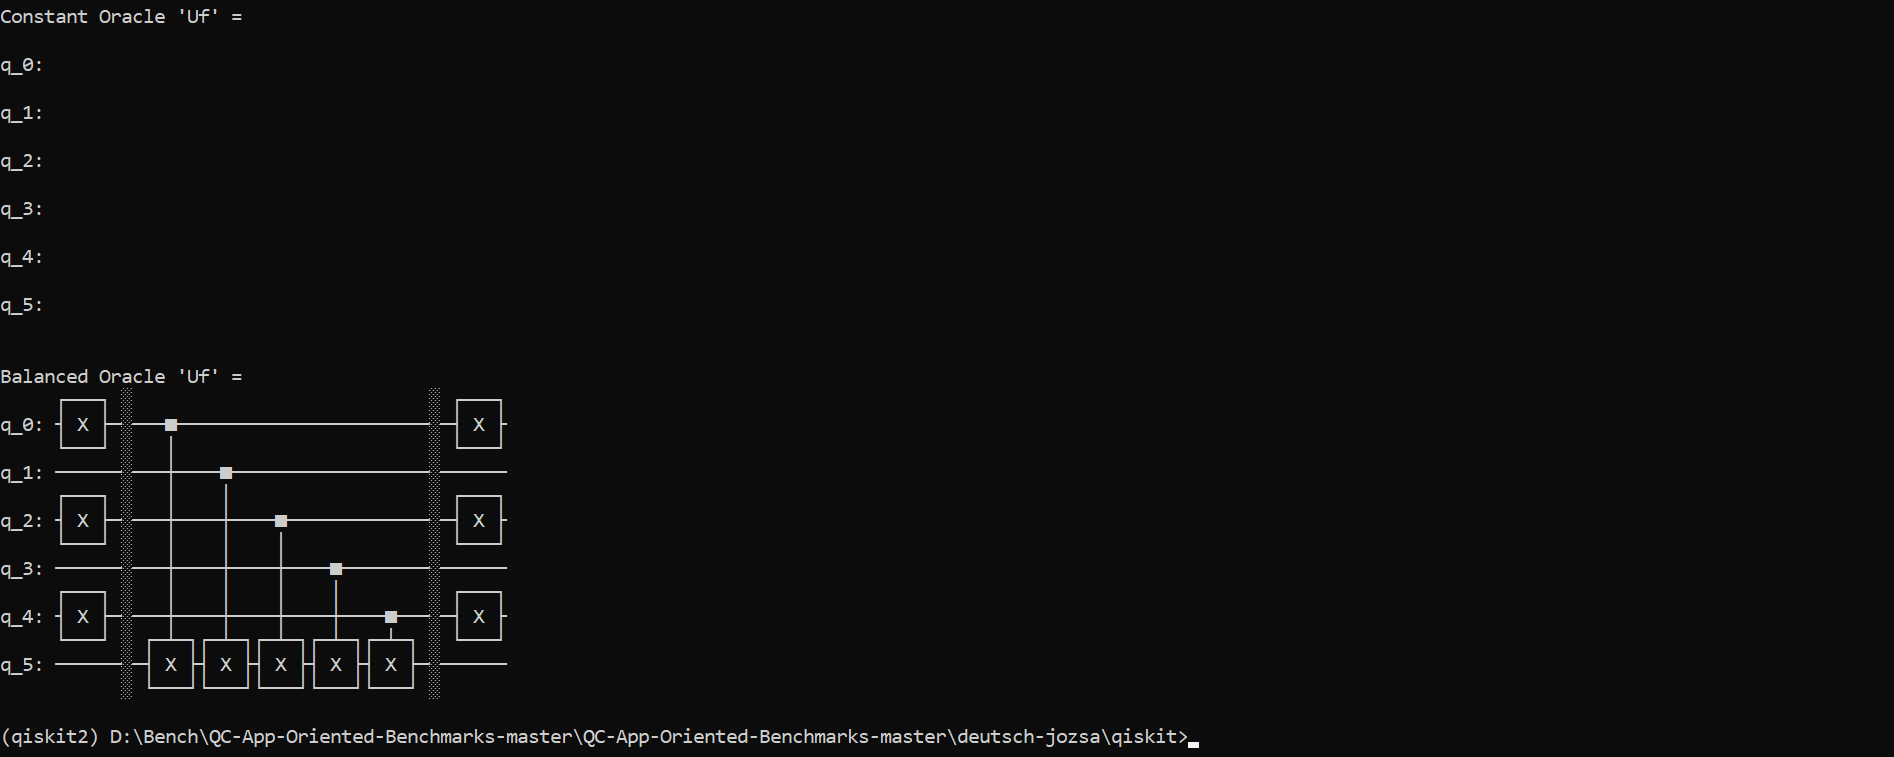 Constant Oracle 'Uf' =
q_0:
q_1:
q_2:
q_3:
q_4:
q_5:
Balanced Oracle 'Uf' =
q_0: X X
q_1:
q_2: X X
q_3:
q_4: X X
q_5: X X X X X
(qiskit2) D:\Bench\QC-App-Oriented-Benchmarks-master\QC-App-Oriented-Benchmarks-master\deutsch-jozsa\qiskit>